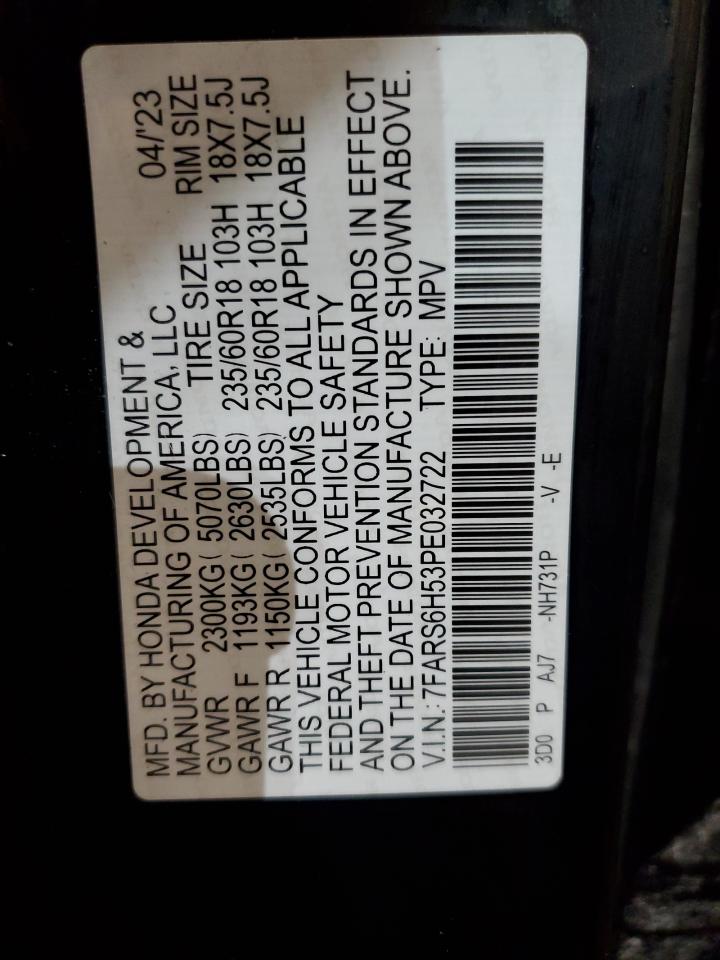 MFD. BY HONDA DEVELOPMENT & 04/'23
MANUFACTURING OF AMERICA, LLC TIRE SIZE RIM SIZE
GVWR 2300KG( 5070LBS)
GAWR F 1193KG( 2630LBS) 235/60R18 103H 18X7.5J
GAWR R 1150KG( 2535LBS) 235/60R18 103H 18X7.5J
THIS VEHICLE CONFORMS TO ALL APPLICABLE
FEDERAL MOTOR VEHICLE SAFETY
AND THEFT PREVENTION STANDARDS IN EFFECT
ON THE DATE OF MANUFACTURE SHOWN ABOVE.
V.I.N.: 7FARS6H53PE032722 TYPE: MPV
3D0 P AJ7 -NH731P -V -E